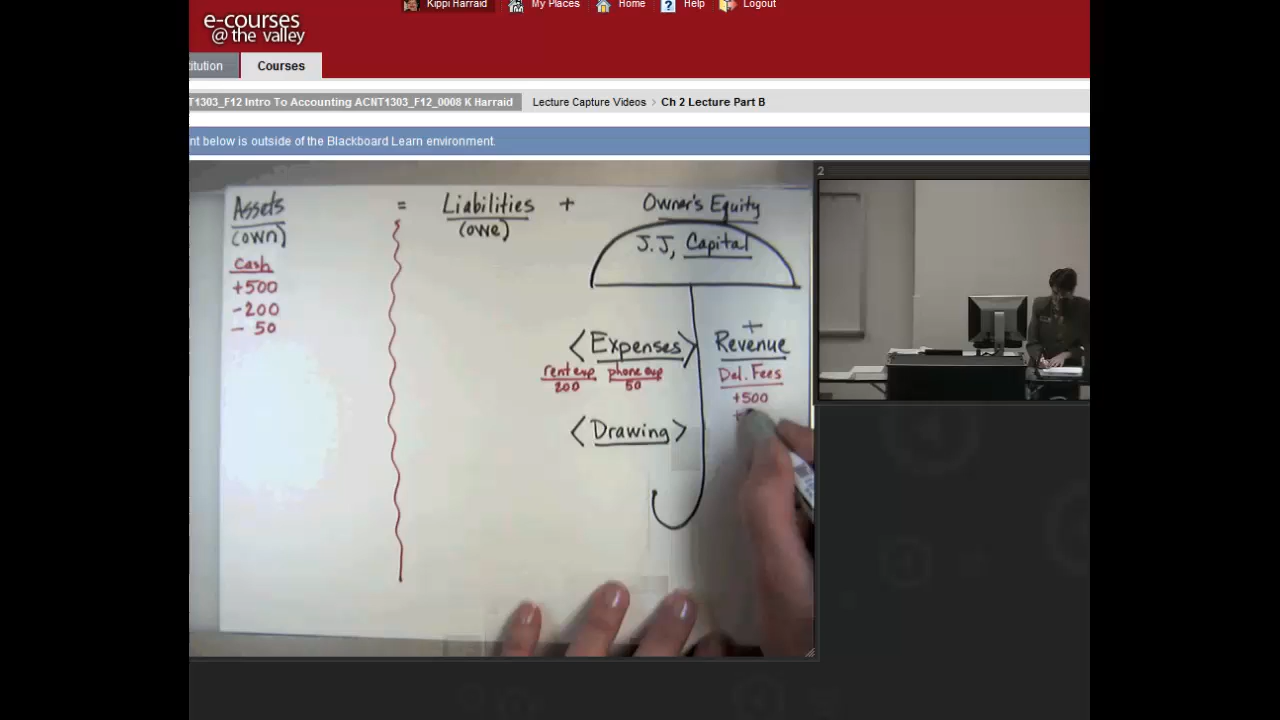 Kippi Harraid My Places Home Help Logout
e-courses
@ the valley
itution Courses
T1303_F12 Intro To Accounting ACNT1303_F12_0008 K Harraid Lecture Capture Videos > Ch 2 Lecture Part B
nt below is outside of the Blackboard Learn environment.
2
Assets = Liabilities + Owner's Equity
(own) (owe) J.J, Capital
Cash
+500
-200
- 50
+
<Expenses> Revenue
rent exp phone exp Del. Fees
200 50 +500
<Drawing>